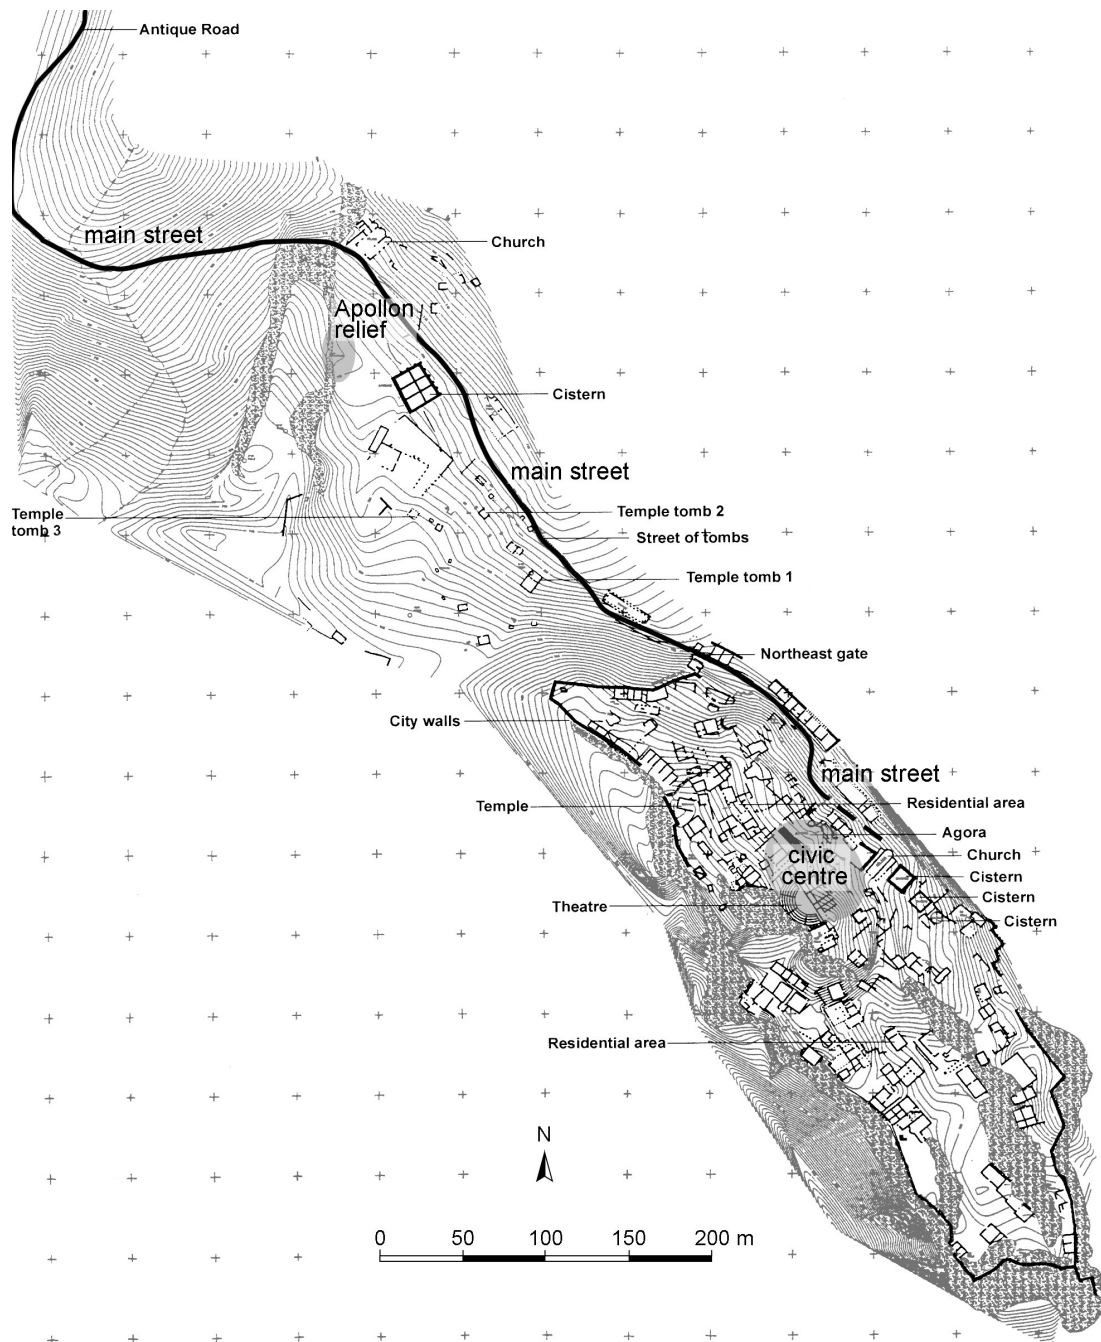 Antique Road
main street
Church
Apollon
relief
Cistern
main street
Temple
tomb 3
Temple tomb 2
Street of tombs
Temple tomb 1
Northeast gate
City walls
main street
Temple
Residential area
Agora
civic
centre
Church
Cistern
Cistern
Theatre
Cistern
Residential area
N
0 50 100 150 200 m